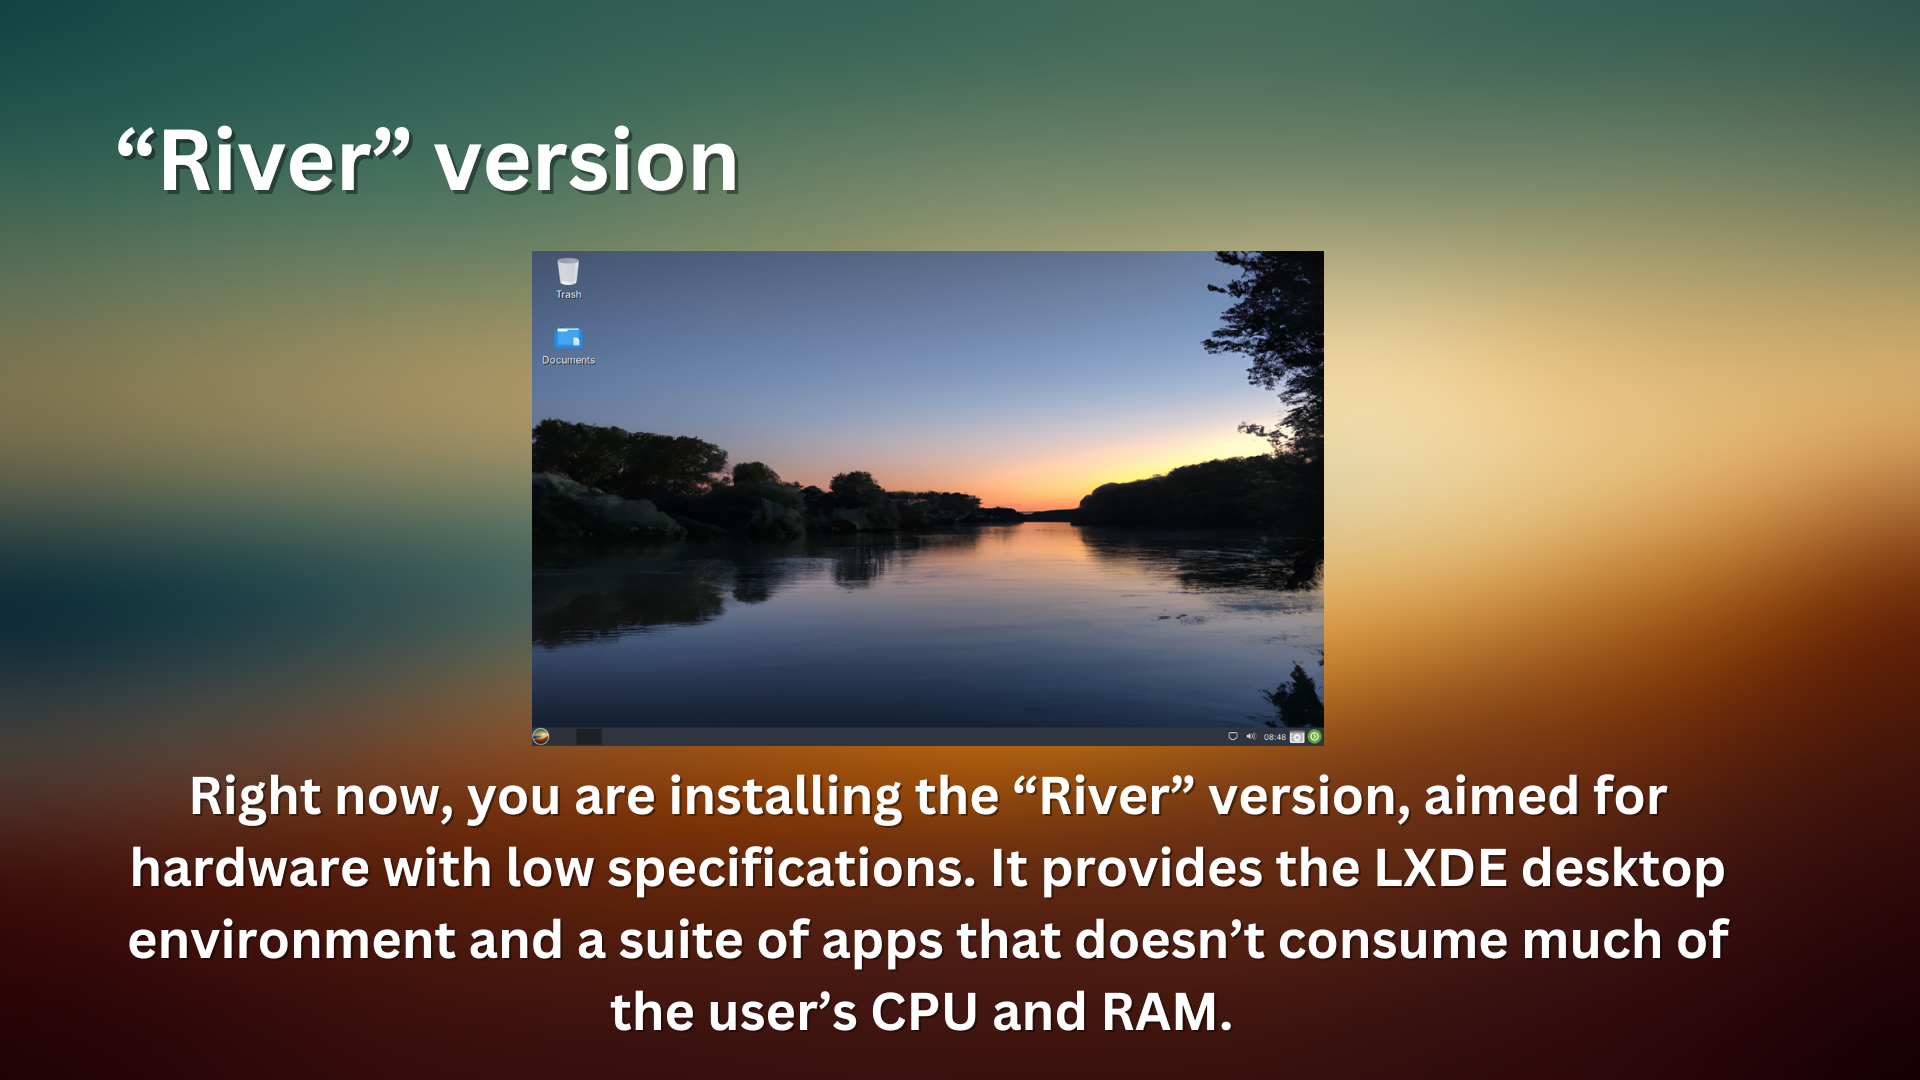 “River” version
Trash
Documents
08:48
Right now, you are installing the “River” version, aimed for
hardware with low specifications. It provides the LXDE desktop
environment and a suite of apps that doesn’t consume much of
the user’s CPU and RAM.